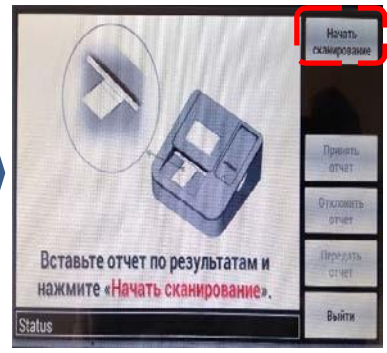 Начать
сканирование
Принять
отчет
Отклонить
отчет
Передать
отчет
Вставьте отчет по результатам и
нажмите «Начать сканирование».
Выйти
Status